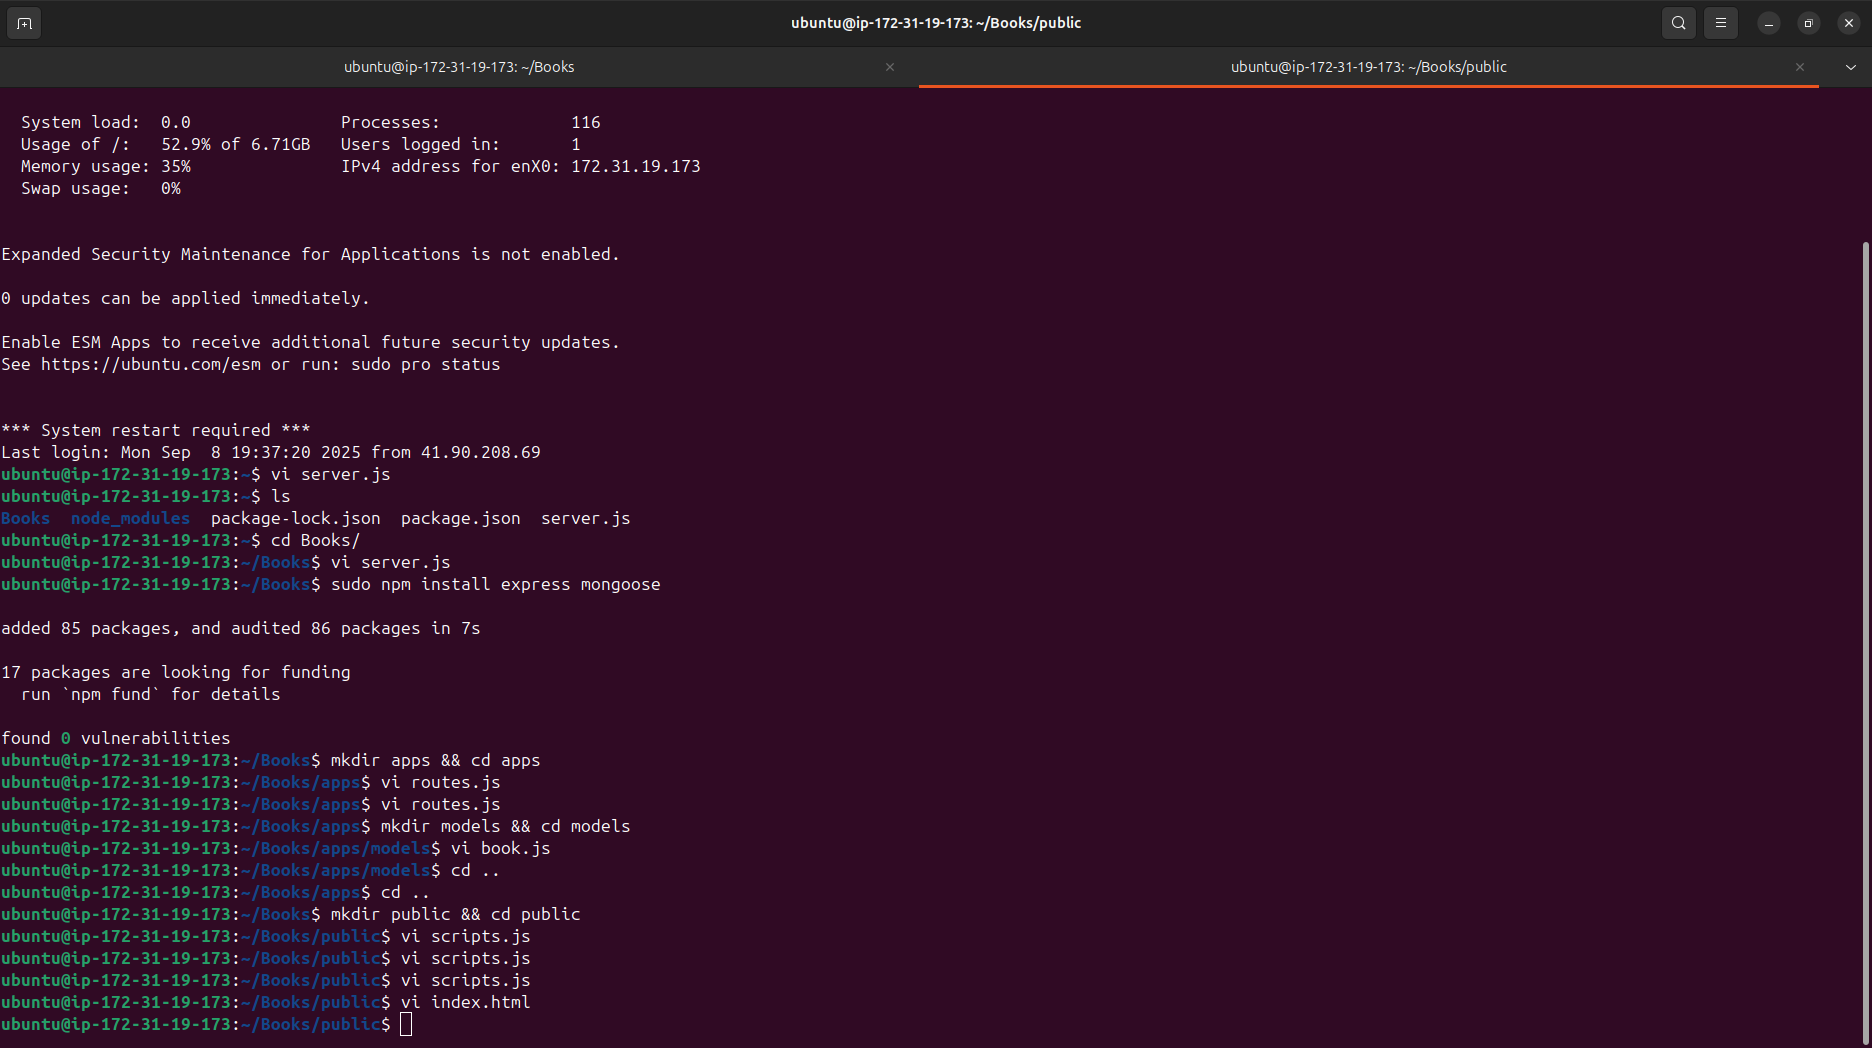 ubuntu@ip-172-31-19-173: ~/Books/public
ubuntu@ip-172-31-19-173: ~/Books
ubuntu@ip-172-31-19-173: ~/Books/public
System load:  0.0               Processes:             116
Usage of /:   52.9% of 6.71GB   Users logged in:       1
Memory usage: 35%               IPv4 address for enX0: 172.31.19.173
Swap usage:   0%
Expanded Security Maintenance for Applications is not enabled.
0 updates can be applied immediately.
Enable ESM Apps to receive additional future security updates.
See https://ubuntu.com/esm or run: sudo pro status
*** System restart required ***
Last login: Mon Sep  8 19:37:20 2025 from 41.90.208.69
ubuntu@ip-172-31-19-173:~$ vi server.js
ubuntu@ip-172-31-19-173:~$ ls
Books  node_modules  package-lock.json  package.json  server.js
ubuntu@ip-172-31-19-173:~$ cd Books/
ubuntu@ip-172-31-19-173:~/Books$ vi server.js
ubuntu@ip-172-31-19-173:~/Books$ sudo npm install express mongoose
added 85 packages, and audited 86 packages in 7s
17 packages are looking for funding
  run `npm fund` for details
found 0 vulnerabilities
ubuntu@ip-172-31-19-173:~/Books$ mkdir apps && cd apps
ubuntu@ip-172-31-19-173:~/Books/apps$ vi routes.js
ubuntu@ip-172-31-19-173:~/Books/apps$ vi routes.js
ubuntu@ip-172-31-19-173:~/Books/apps$ mkdir models && cd models
ubuntu@ip-172-31-19-173:~/Books/apps/models$ vi book.js
ubuntu@ip-172-31-19-173:~/Books/apps/models$ cd ..
ubuntu@ip-172-31-19-173:~/Books/apps$ cd ..
ubuntu@ip-172-31-19-173:~/Books$ mkdir public && cd public
ubuntu@ip-172-31-19-173:~/Books/public$ vi scripts.js
ubuntu@ip-172-31-19-173:~/Books/public$ vi scripts.js
ubuntu@ip-172-31-19-173:~/Books/public$ vi scripts.js
ubuntu@ip-172-31-19-173:~/Books/public$ vi index.html
ubuntu@ip-172-31-19-173:~/Books/public$